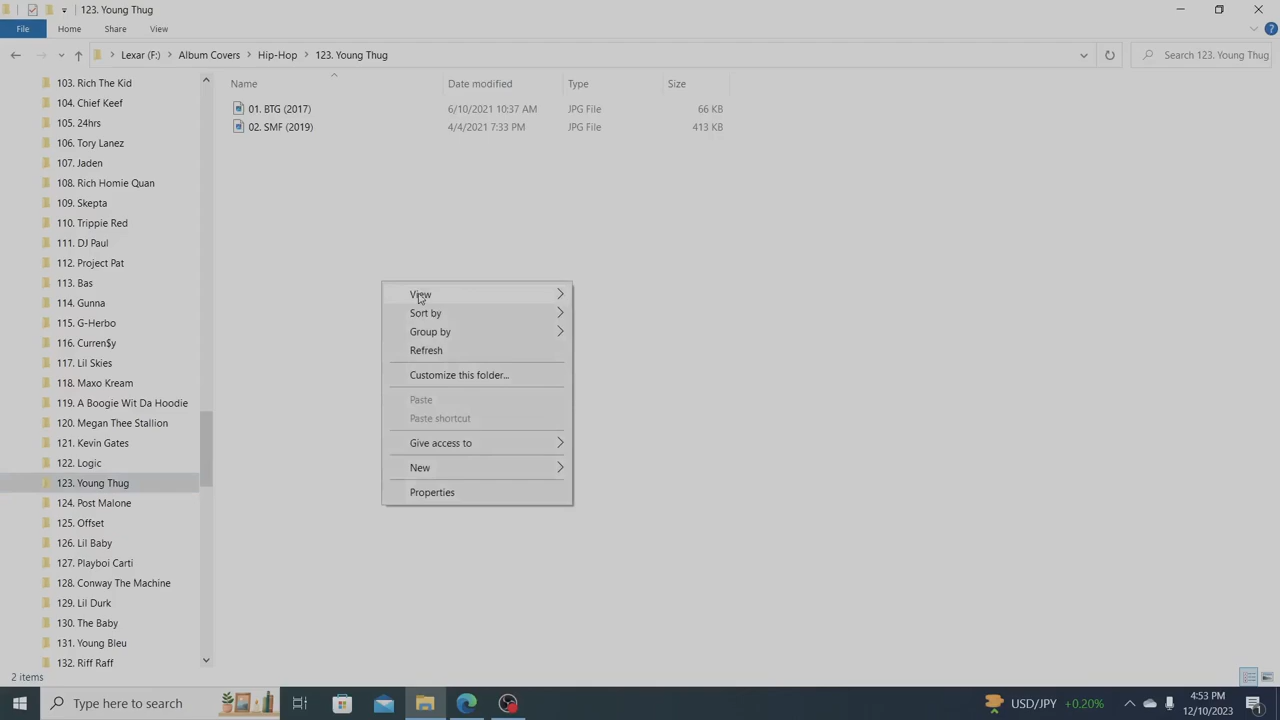 123. Young Thug
File Home Share View
Lexar (F:) Album Covers Hip-Hop 123. Young Thug
Search 123. Young Thug
Name Date modified Type Size
01. BTG (2017) 6/10/2021 10:37 AM JPG File 66 KB
02. SMF (2019) 4/4/2021 7:33 PM JPG File 413 KB
103. Rich The Kid
104. Chief Keef
105. 24hrs
106. Tory Lanez
107. Jaden
108. Rich Homie Quan
109. Skepta
110. Trippie Red
111. DJ Paul
112. Project Pat
113. Bas
114. Gunna
115. G-Herbo
116. Curren$y
117. Lil Skies
118. Maxo Kream
119. A Boogie Wit Da Hoodie
120. Megan Thee Stallion
121. Kevin Gates
122. Logic
123. Young Thug
124. Post Malone
125. Offset
126. Lil Baby
127. Playboi Carti
128. Conway The Machine
129. Lil Durk
130. The Baby
131. Young Bleu
132. Riff Raff
View
Sort by
Group by
Refresh
Customize this folder...
Paste
Paste shortcut
Give access to
New
Properties
2 items
Type here to search
USD/JPY +0.20%
4:53 PM
12/10/2023
1